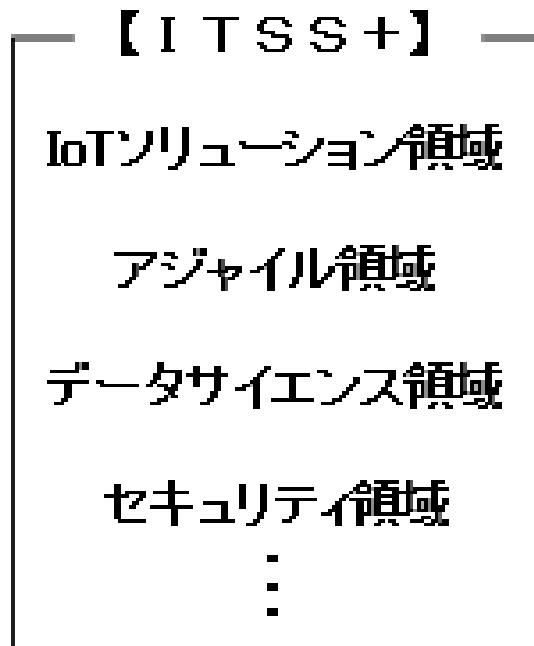 【ＩＴＳＳ＋】
IoTソリューション領域
アジャイル領域
データサイエンス領域
セキュリティ領域
⋮